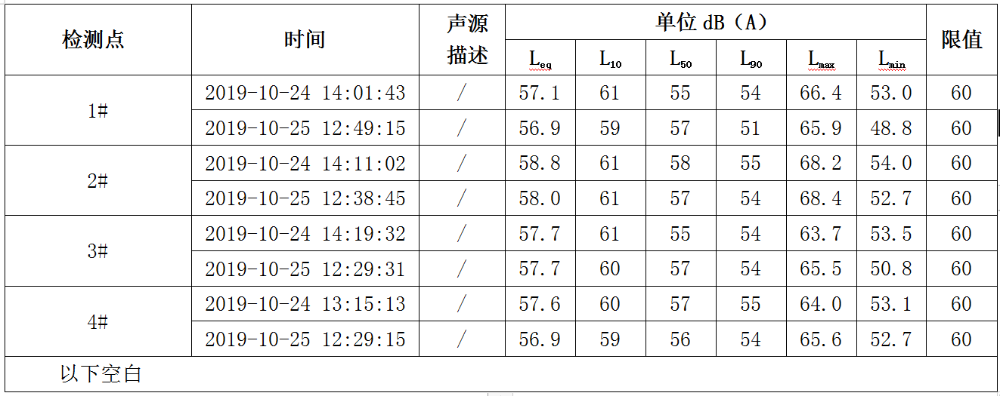 检测点 时间 声源描述 单位 dB（A） 限值
Leq L10 L50 L90 Lmax Lmin
1# 2019-10-24 14:01:43 / 57.1 61 55 54 66.4 53.0 60
2019-10-25 12:49:15 / 56.9 59 57 51 65.9 48.8 60
2# 2019-10-24 14:11:02 / 58.8 61 58 55 68.2 54.0 60
2019-10-25 12:38:45 / 58.0 61 57 54 68.4 52.7 60
3# 2019-10-24 14:19:32 / 57.7 61 55 54 63.7 53.5 60
2019-10-25 12:29:31 / 57.7 60 57 54 65.5 50.8 60
4# 2019-10-24 13:15:13 / 57.6 60 57 55 64.0 53.1 60
2019-10-25 12:29:15 / 56.9 59 56 54 65.6 52.7 60
以下空白